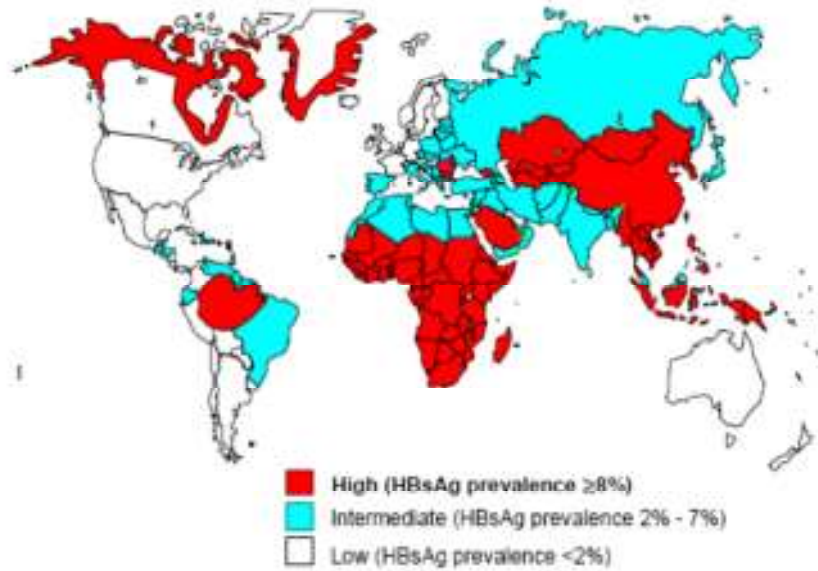 High (HBsAg prevalence ≥8%)
Intermediate (HBsAg prevalence 2% - 7%)
Low (HBsAg prevalence <2%)